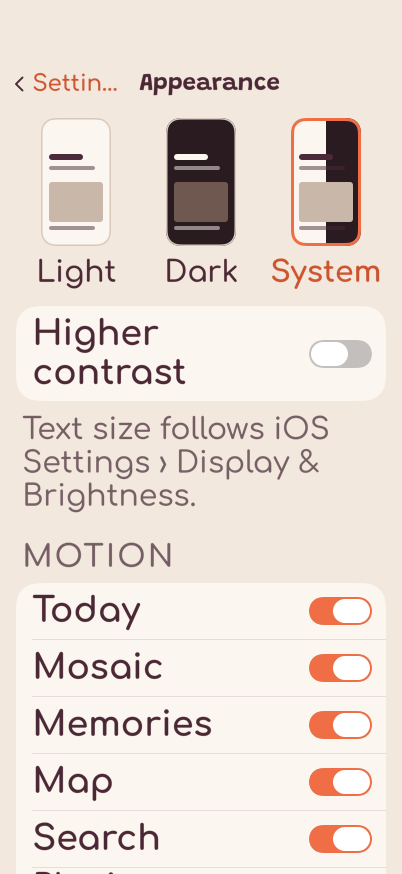 Settin... Appearance
Light Dark System
Higher
contrast
Text size follows iOS
Settings › Display &
Brightness.
MOTION
Today
Mosaic
Memories
Map
Search